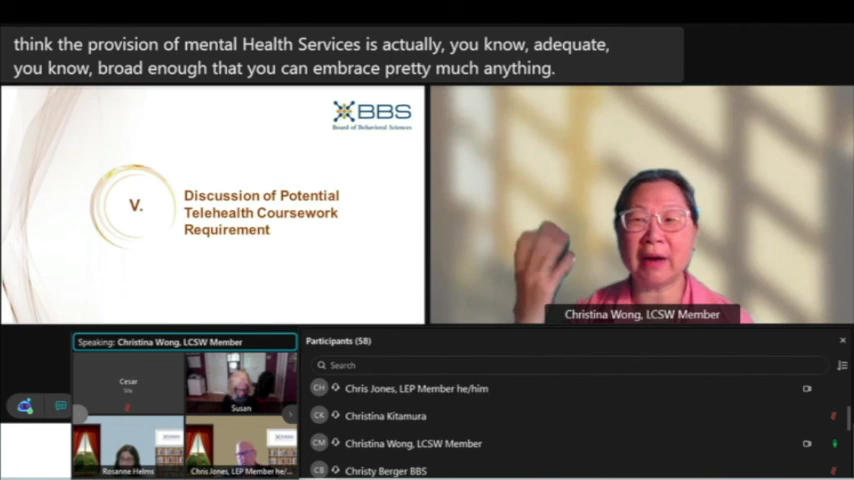 think the provision of mental Health Services is actually, you know, adequate,
you know, broad enough that you can embrace pretty much anything.
BBS
Board of Behavioral Sciences
V.
Discussion of Potential
Telehealth Coursework
Requirement
Christina Wong, LCSW Member
Speaking: Christina Wong, LCSW Member
Cesar
Susan
Rosanne Helms
Chris Jones, LEP Member he/...
Participants (58)
Search
CH Chris Jones, LEP Member he/him
CK Christina Kitamura
CM Christina Wong, LCSW Member
CB Christy Berger BBS